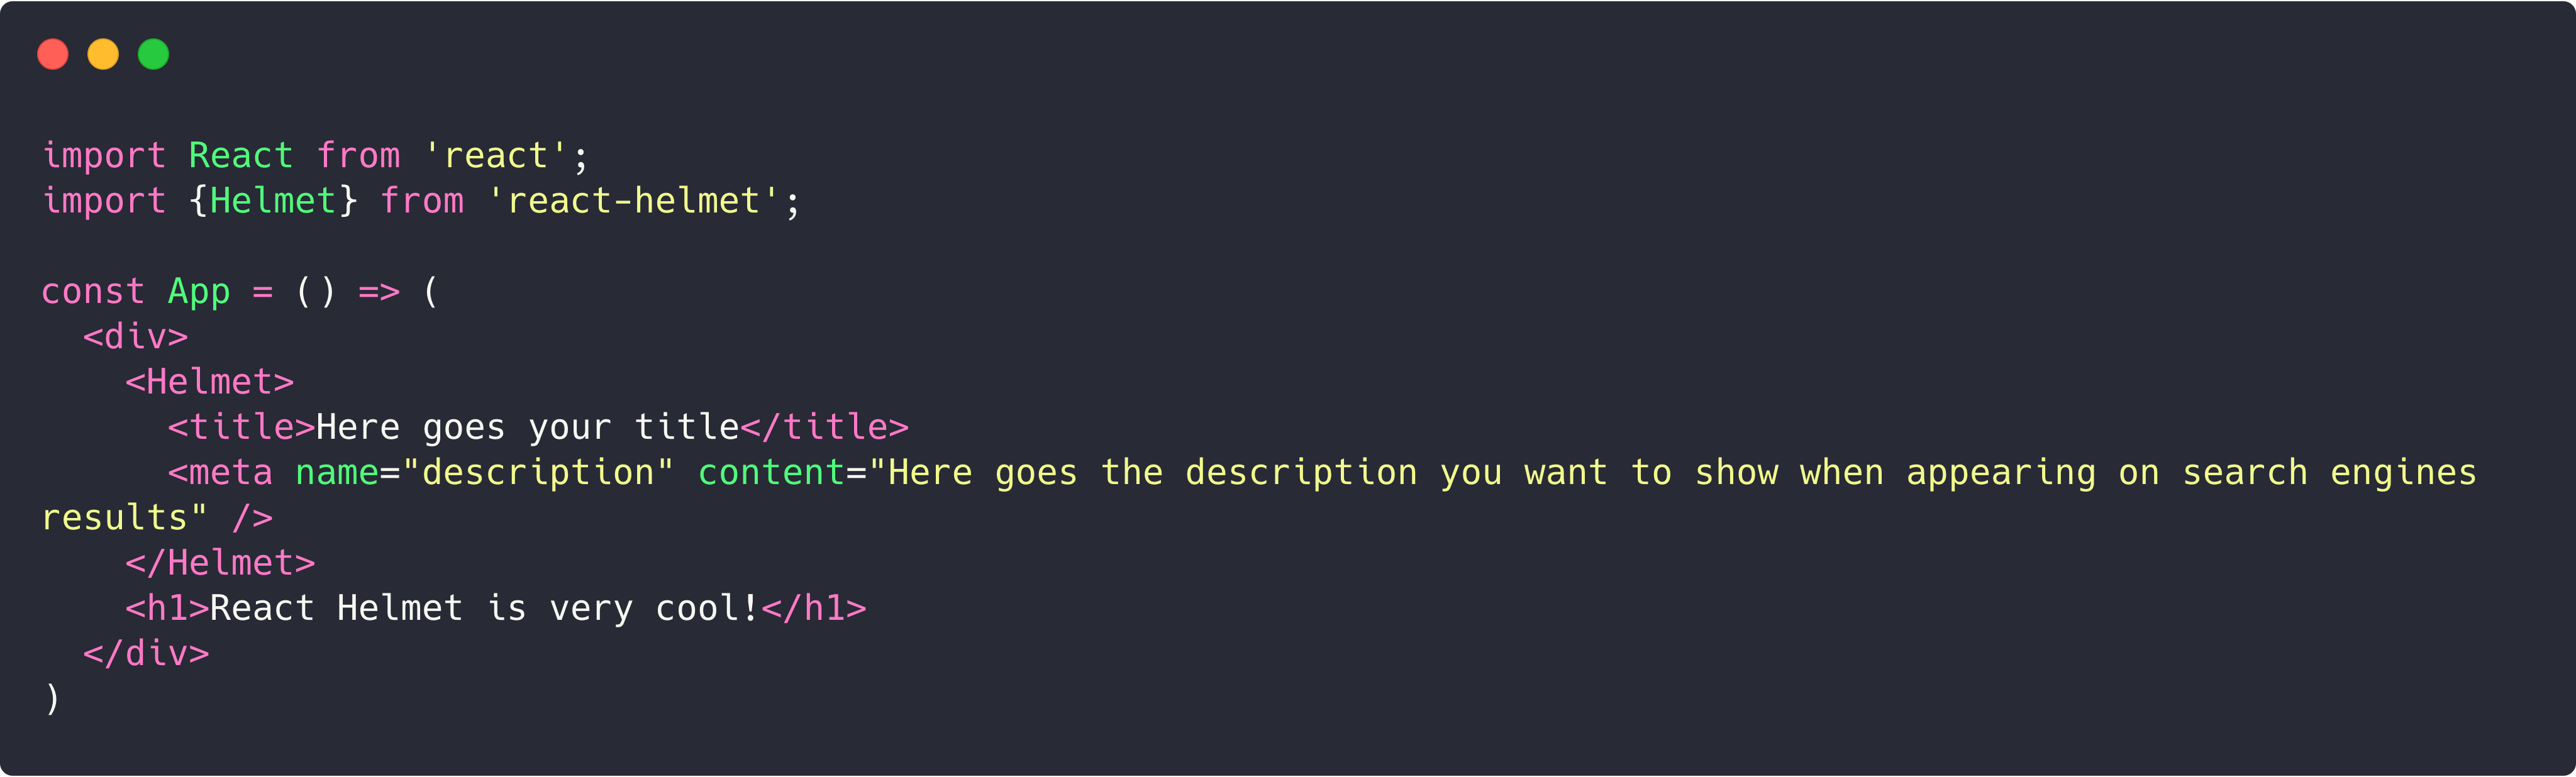 import React from 'react';
import {Helmet} from 'react-helmet';

const App = () => (
  <div>
    <Helmet>
      <title>Here goes your title</title>
      <meta name="description" content="Here goes the description you want to show when appearing on search engines
results" />
    </Helmet>
    <h1>React Helmet is very cool!</h1>
  </div>
)